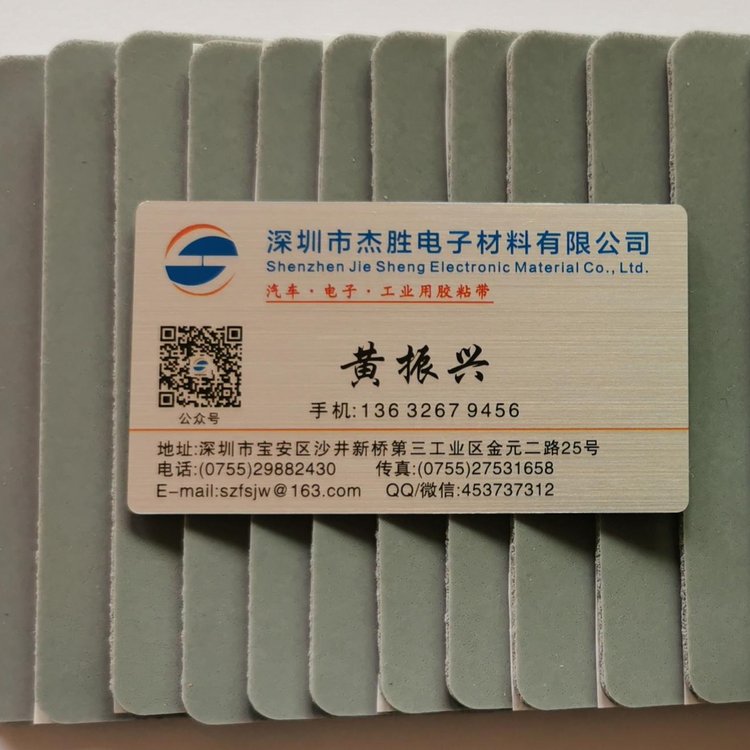 深圳市杰胜电子材料有限公司
Shenzhen Jie Sheng Electronic Material Co., Ltd.
汽车·电子·工业用胶粘带
黄振兴
公众号
手机:136 3267 9456
地址:深圳市宝安区沙井新桥第三工业区金元二路25号
电话:(0755)29882430 传真:(0755)27531658
E-mail:szfsjw@163.com QQ/微信:453737312